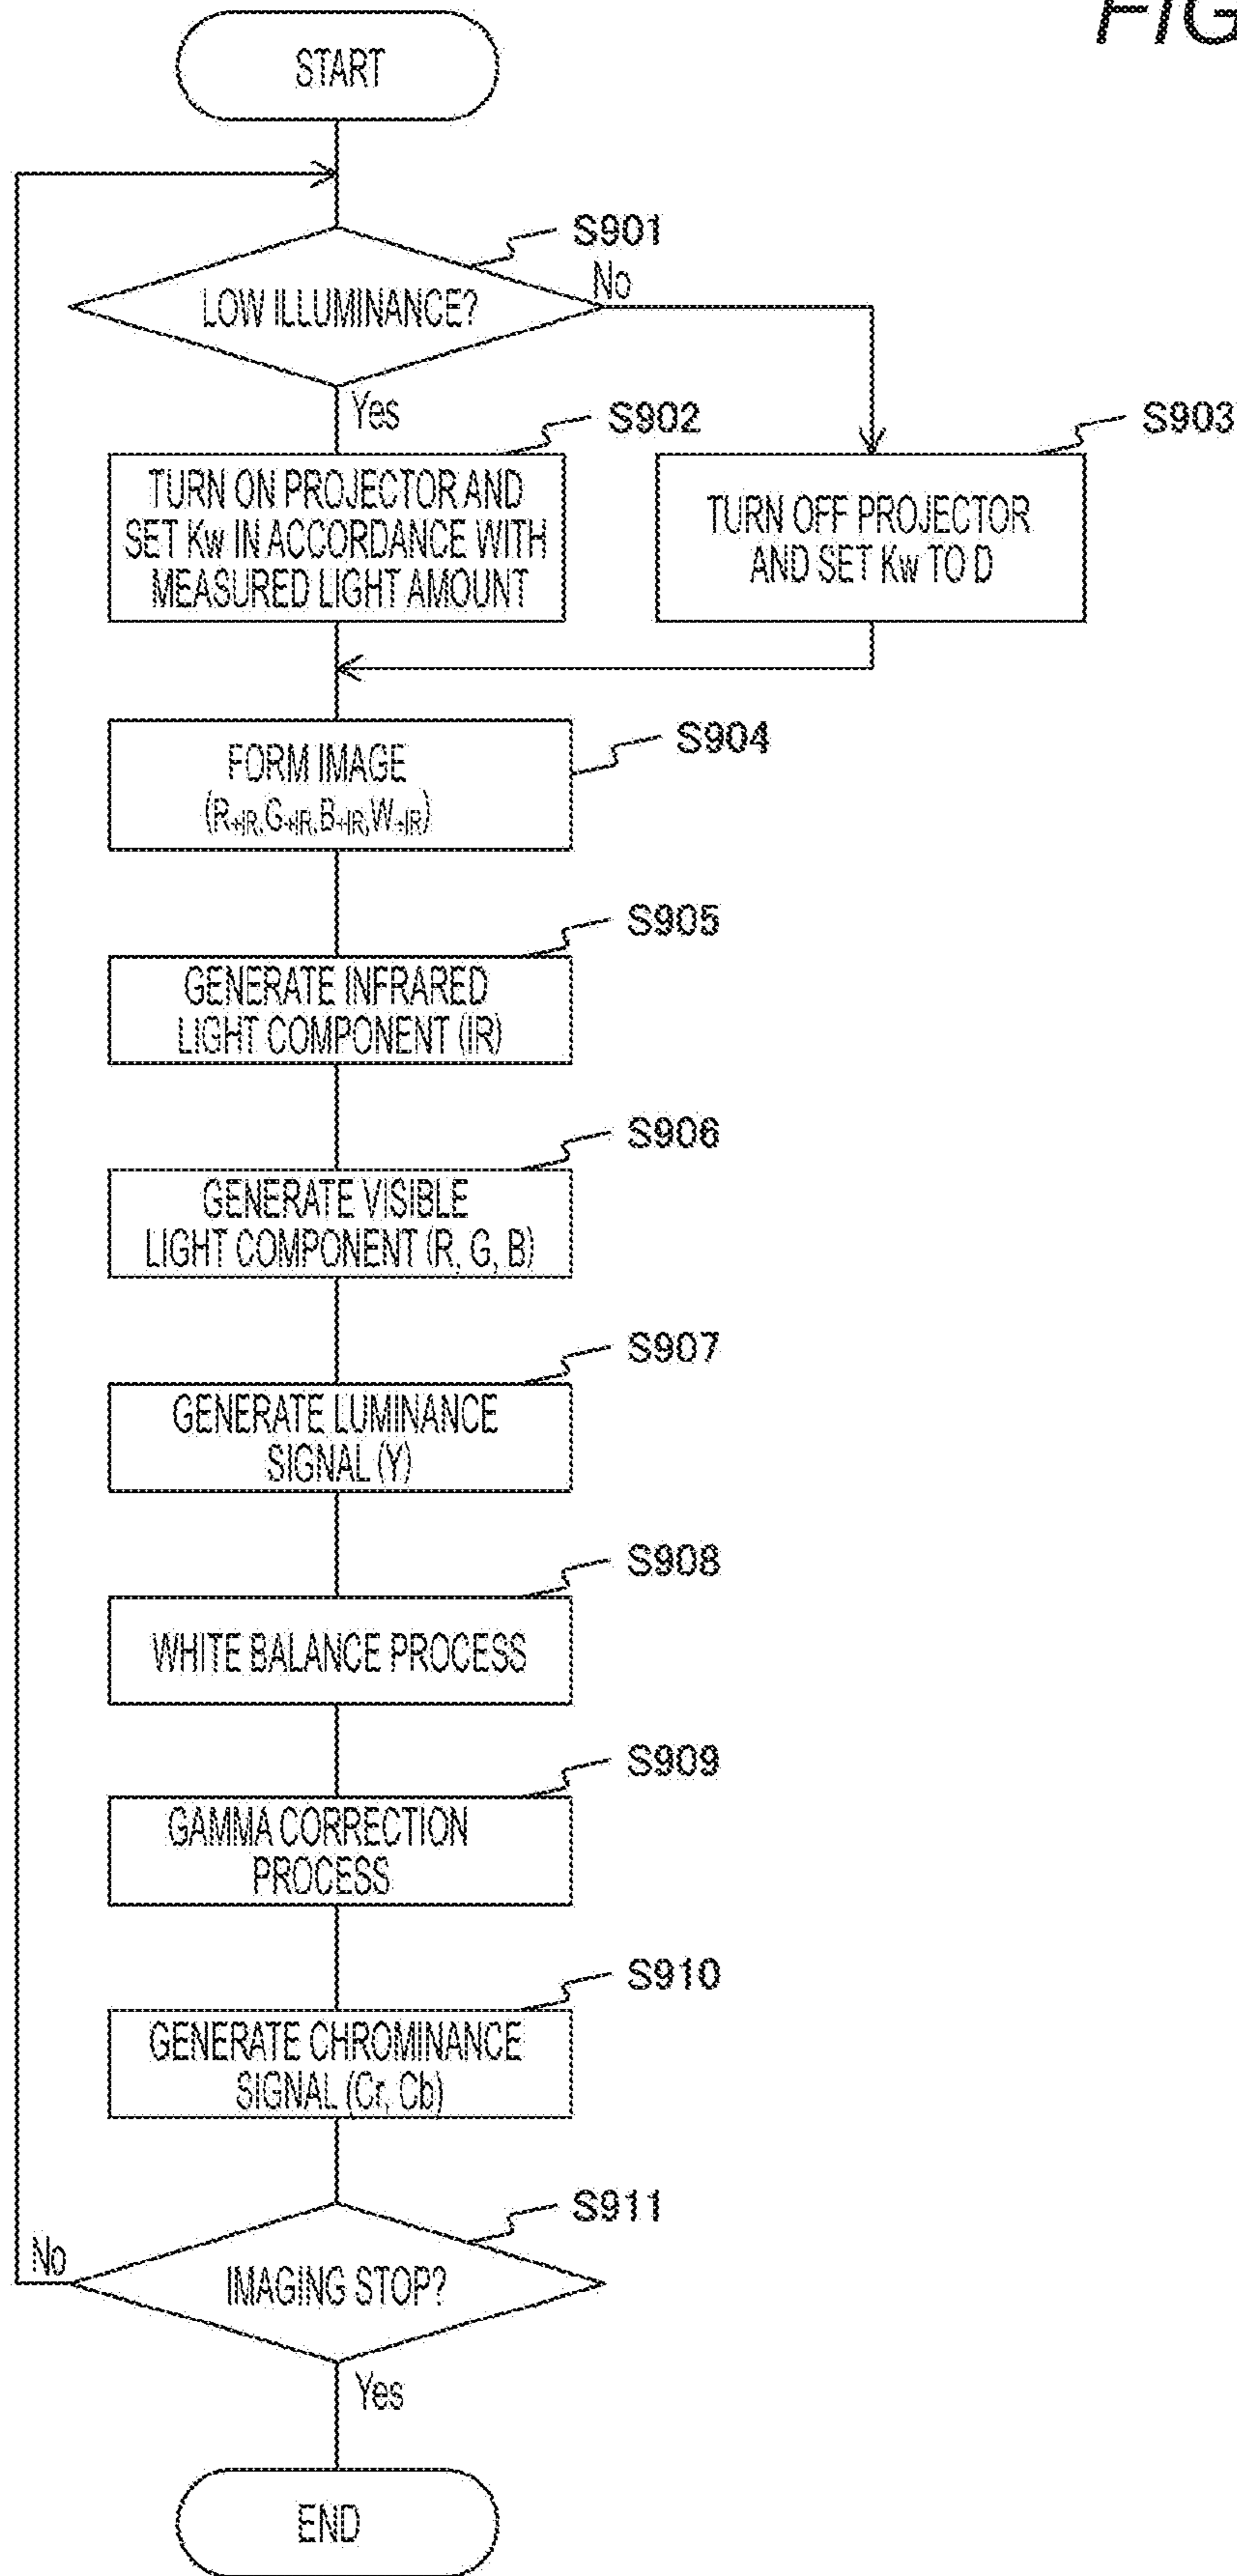 FIG
START
S901
LOW ILLUMINANCE?
No
Yes
S902
S903
TURN ON PROJECTOR AND
SET Kw IN ACCORDANCE WITH
MEASURED LIGHT AMOUNT
TURN OFF PROJECTOR
AND SET Kw TO D
S904
FORM IMAGE
(R+IR,G+IR,B+IR,W+IR)
S905
GENERATE INFRARED
LIGHT COMPONENT (IR)
S906
GENERATE VISIBLE
LIGHT COMPONENT (R, G, B)
S907
GENERATE LUMINANCE
SIGNAL (Y)
S908
WHITE BALANCE PROCESS
S909
GAMMA CORRECTION
PROCESS
S910
GENERATE CHROMINANCE
SIGNAL (Cr, Cb)
S911
No
IMAGING STOP?
Yes
END